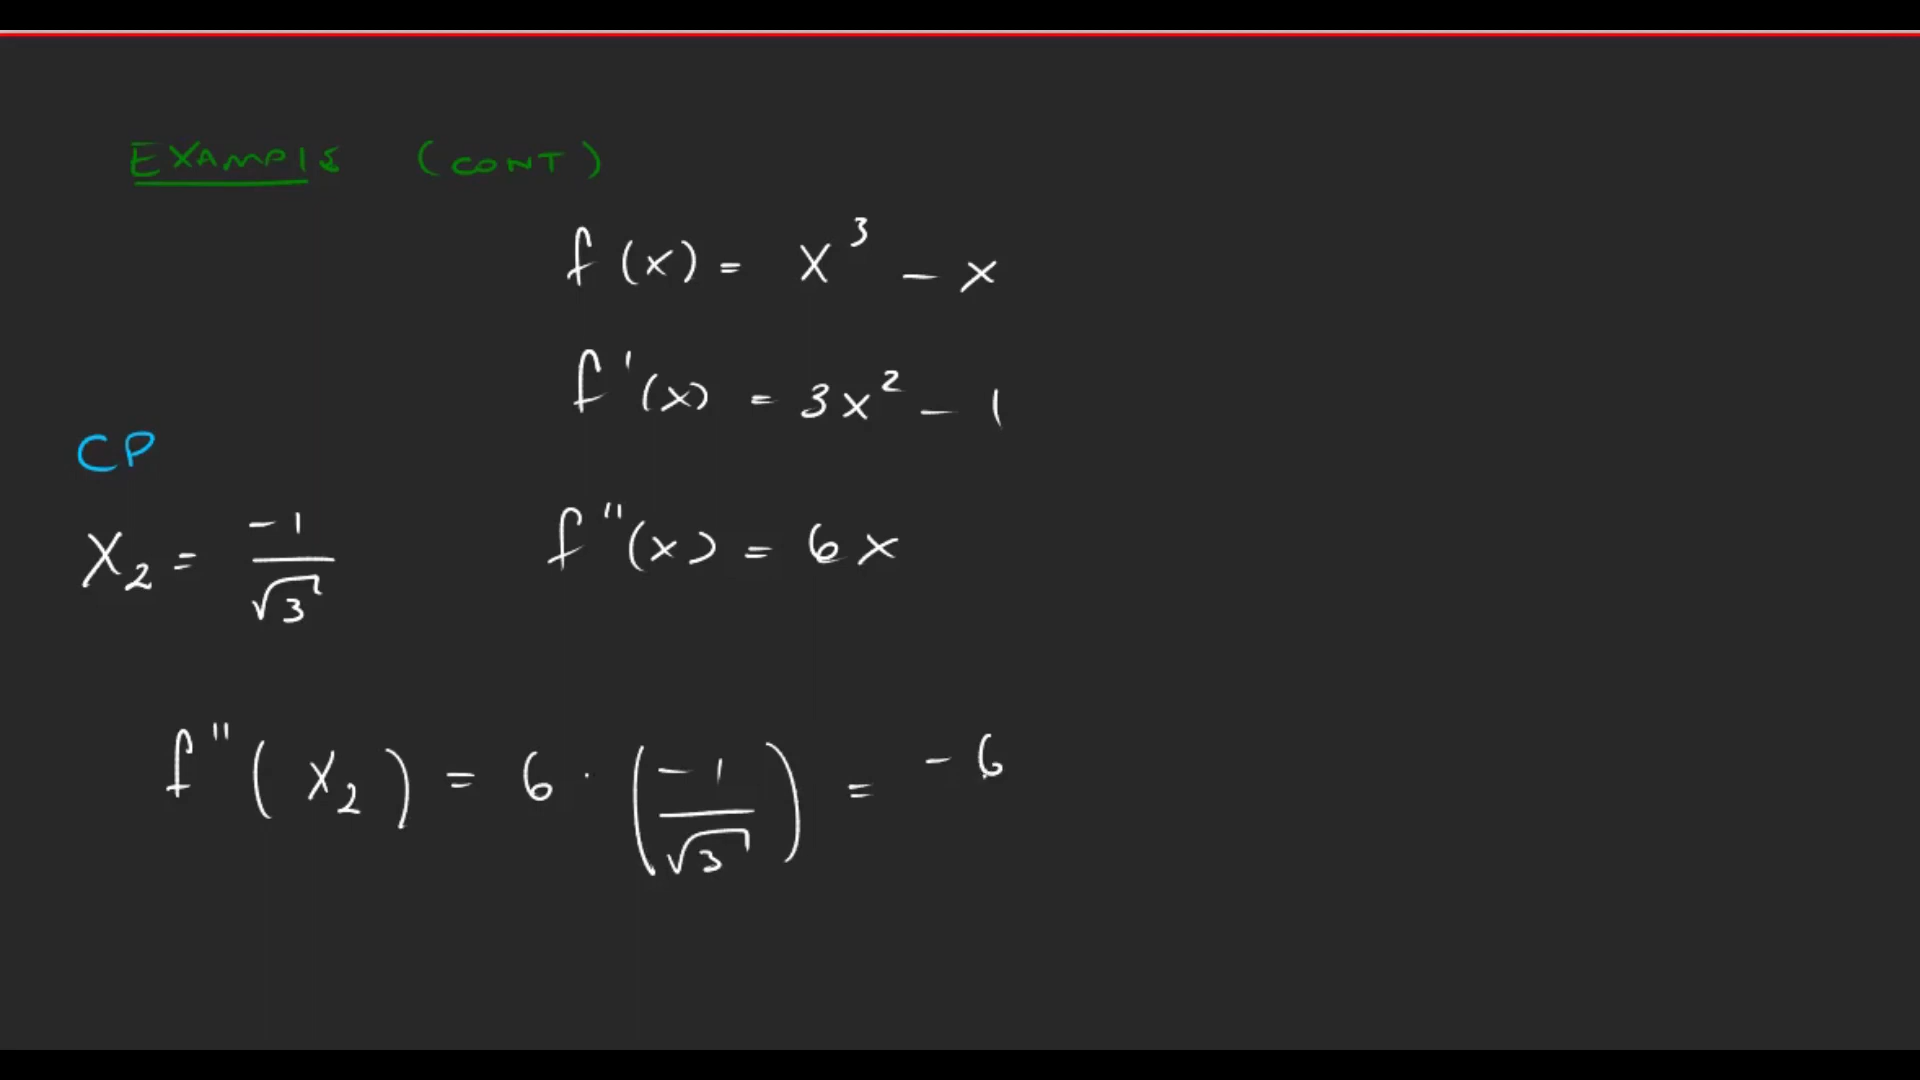 EXAMPLE (CONT)
f(x) = x³ - x
f'(x) = 3x² - 1
CP
x₂ = -1/√3
f''(x) = 6x
f''(x₂) = 6 · (-1/√3) = -6